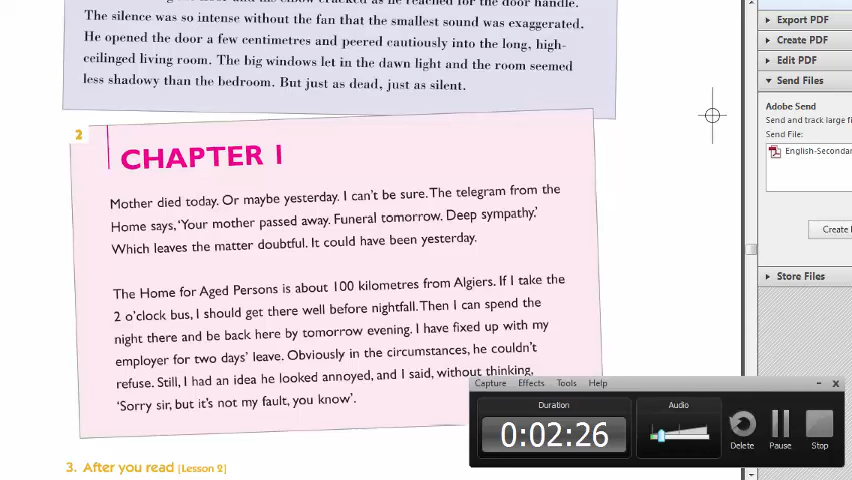 The silence was so intense without the fan that the smallest sound was exaggerated.
He opened the door a few centimetres and peered cautiously into the long, high-
ceilinged living room. The big windows let in the dawn light and the room seemed
less shadowy than the bedroom. But just as dead, just as silent.
2
CHAPTER 1
Mother died today. Or maybe yesterday. I can't be sure. The telegram from the
Home says, 'Your mother passed away. Funeral tomorrow. Deep sympathy.'
Which leaves the matter doubtful. It could have been yesterday.
The Home for Aged Persons is about 100 kilometres from Algiers. If I take the
2 o'clock bus, I should get there well before nightfall. Then I can spend the
night there and be back here by tomorrow evening. I have fixed up with my
employer for two days' leave. Obviously in the circumstances, he couldn't
refuse. Still, I had an idea he looked annoyed, and I said, without thinking,
'Sorry sir, but it's not my fault, you know'.
3. After you read [Lesson 2]
Export PDF
Create PDF
Edit PDF
Send Files
Adobe Send
Send and track large fi
Send File:
English-Secondar
Create
Store Files
Capture Effects Tools Help
Duration
0:02:26
Audio
Delete
Pause
Stop